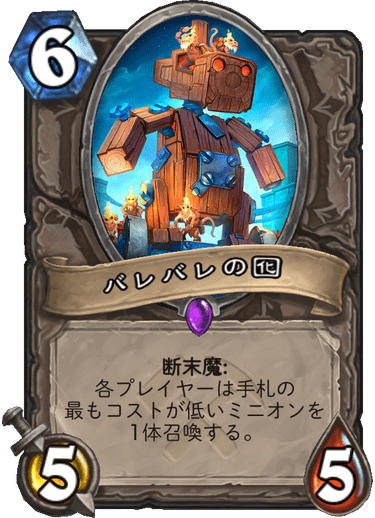 6
バレバレの囮
断末魔:
各プレイヤーは手札の
最もコストが低いミニオンを
1体召喚する。
5
5